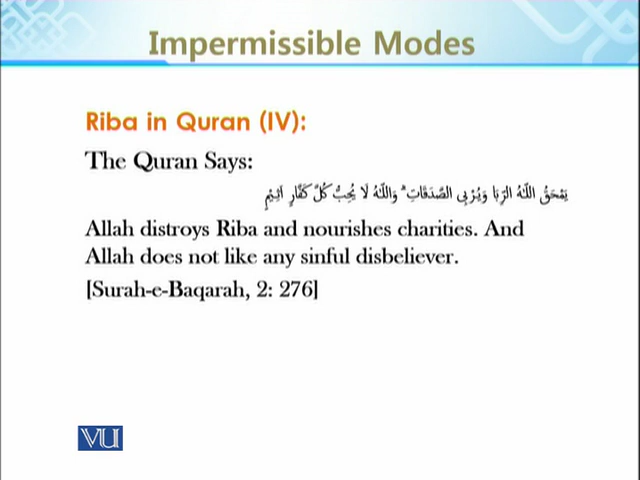 Impermissible Modes
Riba in Quran (IV):
The Quran Says:
يَمْحَقُ اللّٰهُ الرِّبَا وَيُرْبِي الصَّدَقَاتِ ۗ وَاللّٰهُ لَا يُحِبُّ كُلَّ كَفَّارٍ اَثِيْمٍ
Allah distroys Riba and nourishes charities. And
Allah does not like any sinful disbeliever.
[Surah-e-Baqarah, 2: 276]
VU